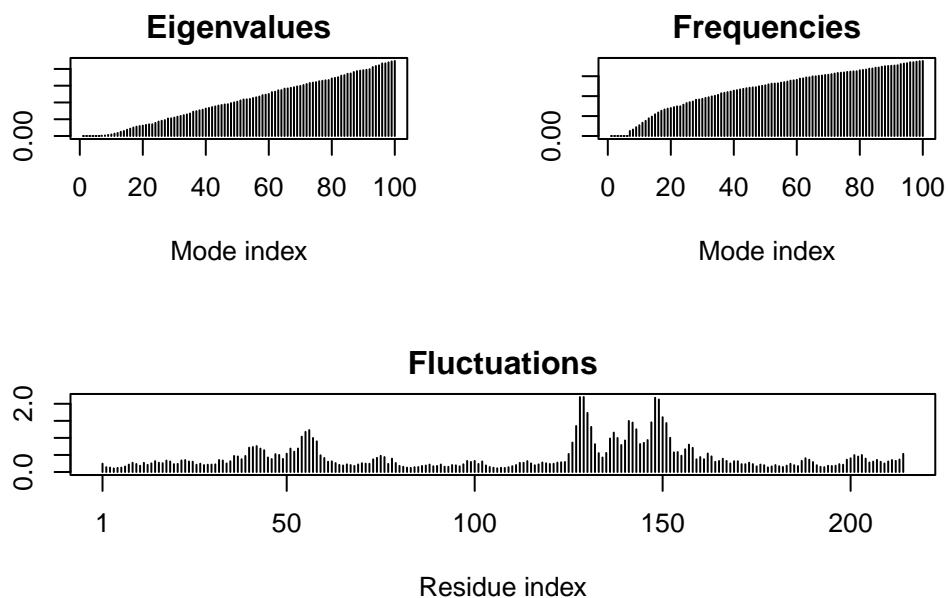 Eigenvalues
0.00
0 20 40 60 80 100
Mode index
Frequencies
0.00
0 20 40 60 80 100
Mode index
Fluctuations
0.0 2.0
1 50 100 150 200
Residue index